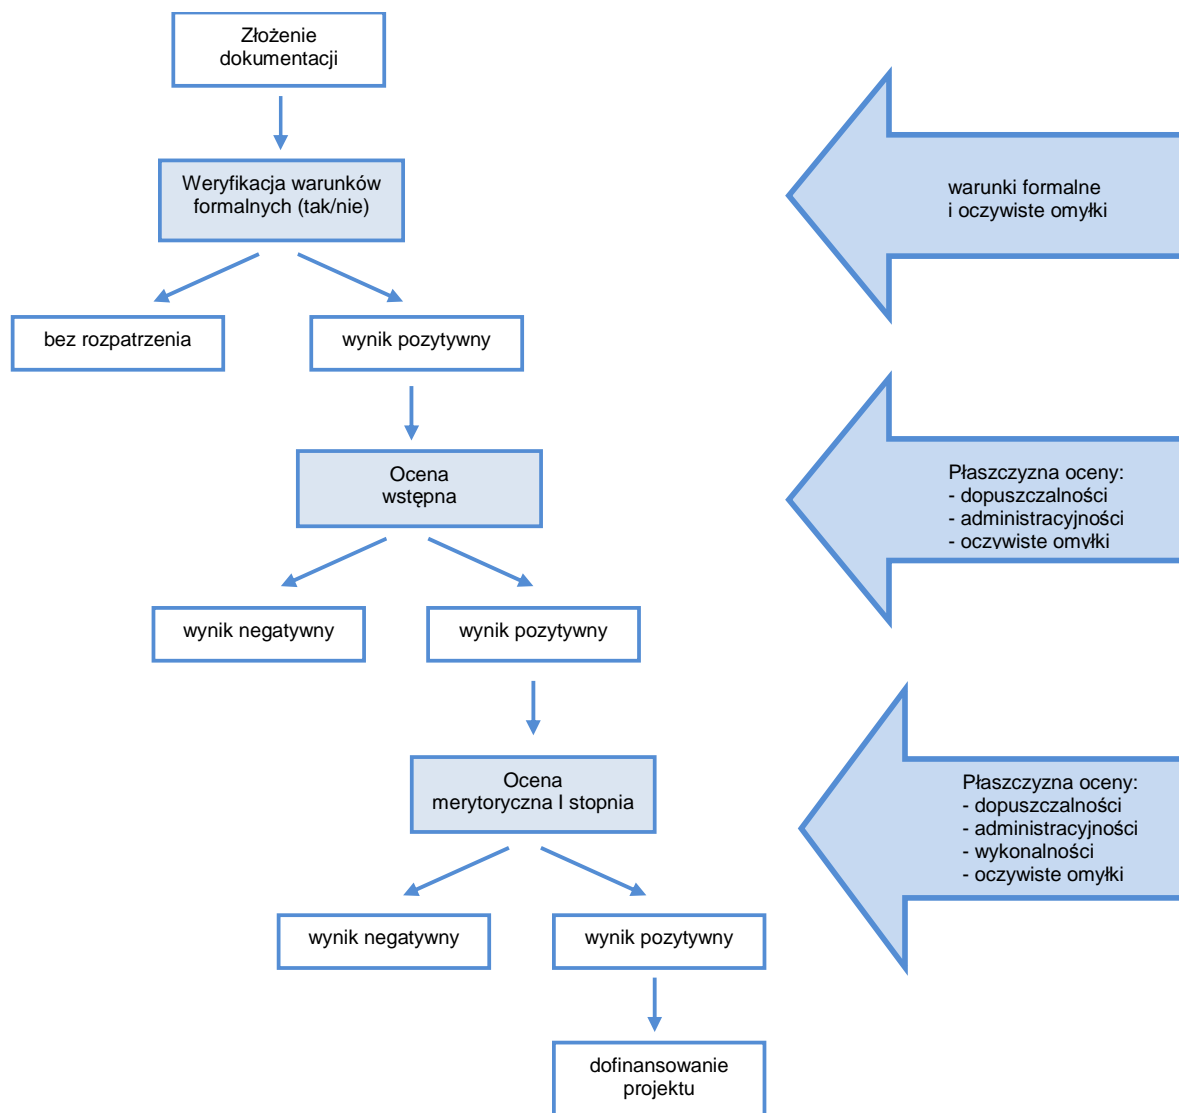 Złożenie
dokumentacji
Weryfikacja warunków
formalnych (tak/nie)
warunki formalne
i oczywiste omyłki
bez rozpatrzenia
wynik pozytywny
Ocena
wstępna
Płaszczyzna oceny:
- dopuszczalności
- administracyjności
- oczywiste omyłki
wynik negatywny
wynik pozytywny
Ocena
merytoryczna I stopnia
Płaszczyzna oceny:
- dopuszczalności
- administracyjności
- wykonalności
- oczywiste omyłki
wynik negatywny
wynik pozytywny
dofinansowanie
projektu